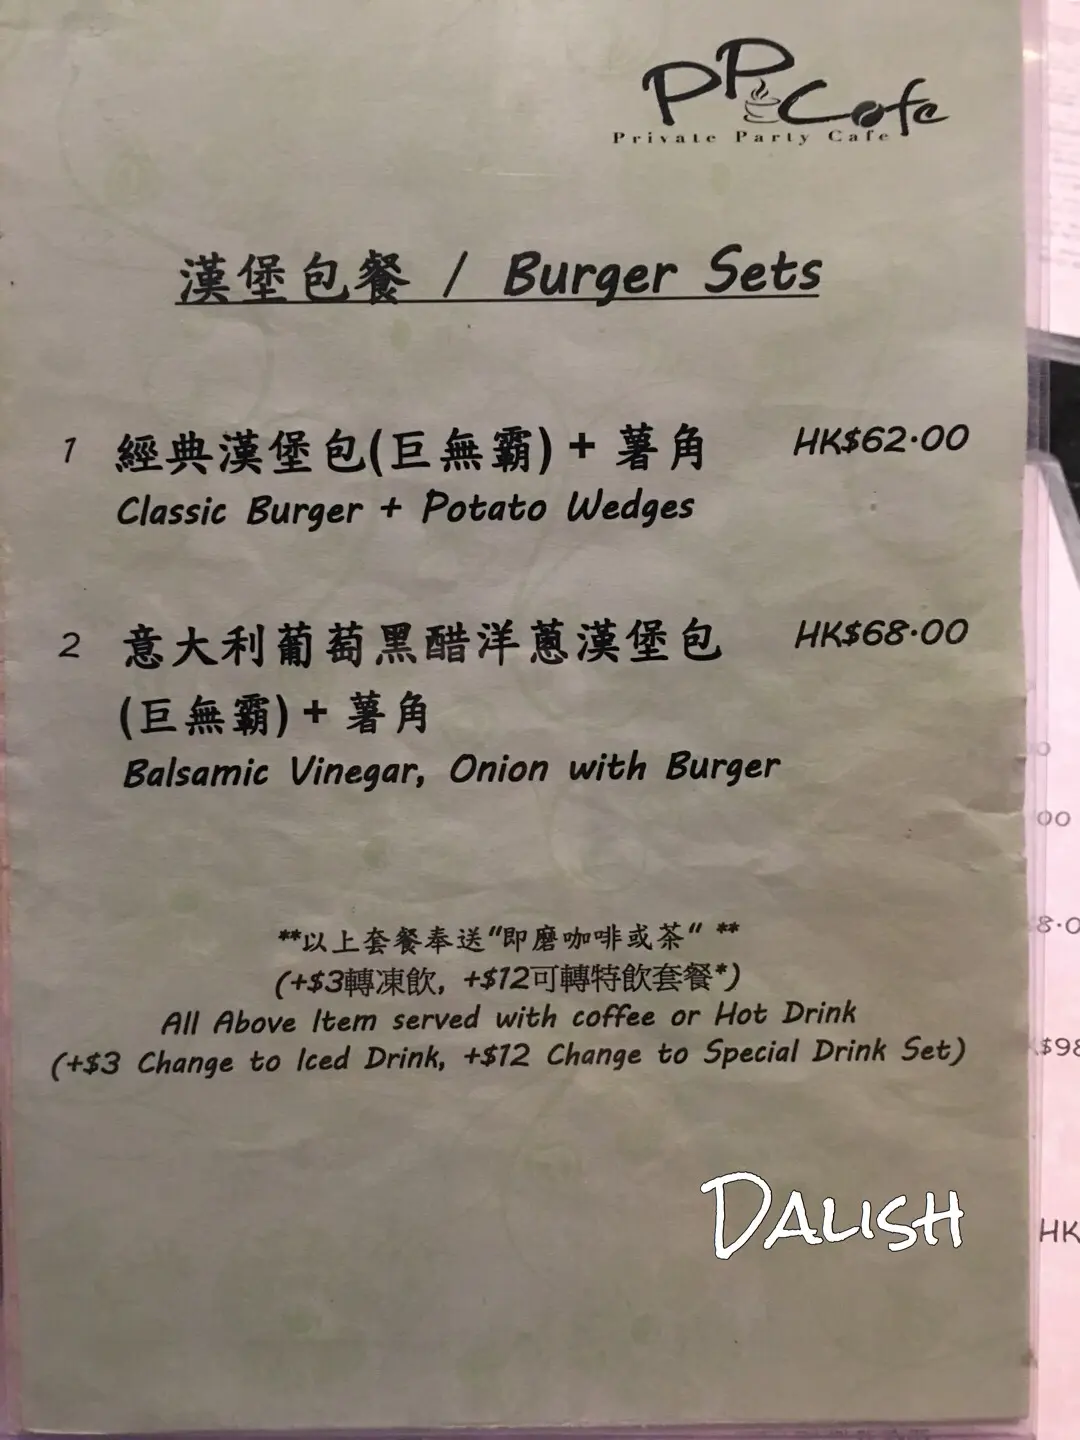 PP Cafe
Private Party Cafe
漢堡包餐 / Burger Sets
1 經典漢堡包(巨無霸) + 薯角 HK$62.00
Classic Burger + Potato Wedges
2 意大利葡萄黑醋洋蔥漢堡包 HK$68.00
(巨無霸) + 薯角
Balsamic Vinegar, Onion with Burger
**以上套餐奉送"即磨咖啡或茶" **
(+$3轉凍飲, +$12可轉特飲套餐*)
All Above Item served with coffee or Hot Drink
(+$3 Change to Iced Drink, +$12 Change to Special Drink Set)
DALISH